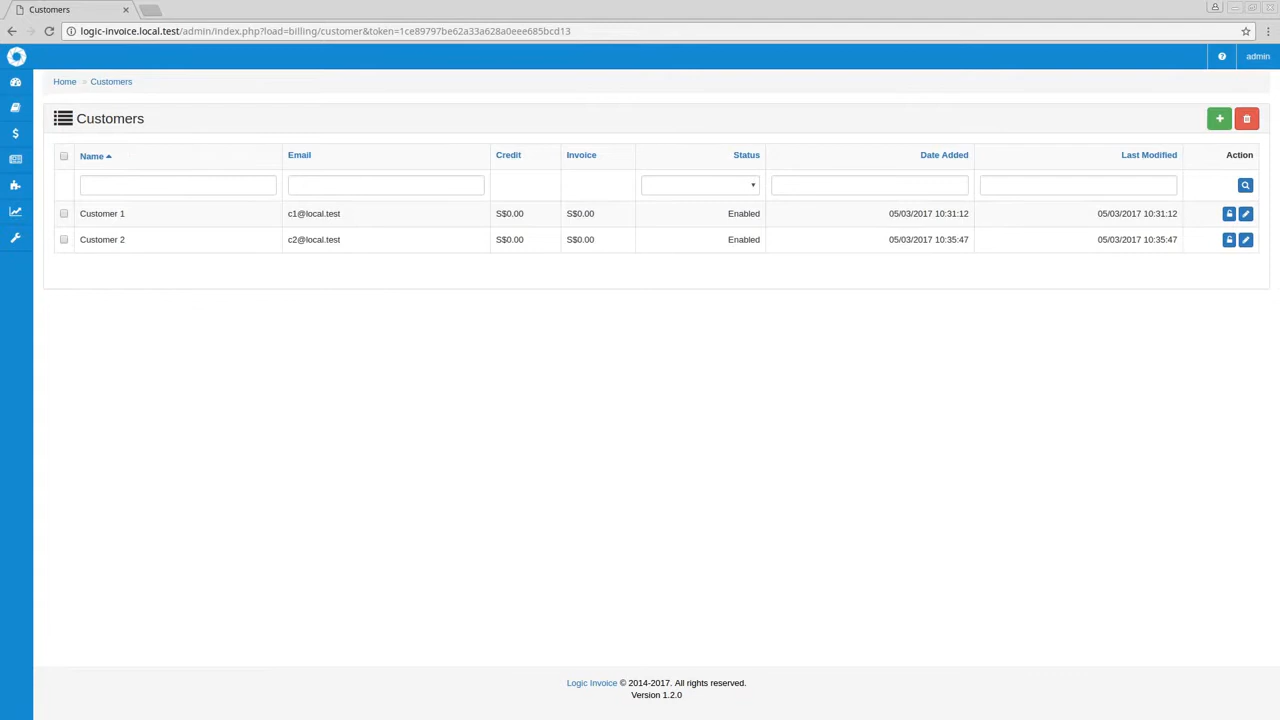 Customers
logic-invoice.local.test/admin/index.php?load=billing/customer&token=1ce89797be62a33a628a0eee685bcd13
admin
Home » Customers
Customers
Name Email Credit Invoice Status Date Added Last Modified Action
Customer 1 c1@local.test S$0.00 S$0.00 Enabled 05/03/2017 10:31:12 05/03/2017 10:31:12
Customer 2 c2@local.test S$0.00 S$0.00 Enabled 05/03/2017 10:35:47 05/03/2017 10:35:47
Logic Invoice © 2014-2017. All rights reserved.
Version 1.2.0